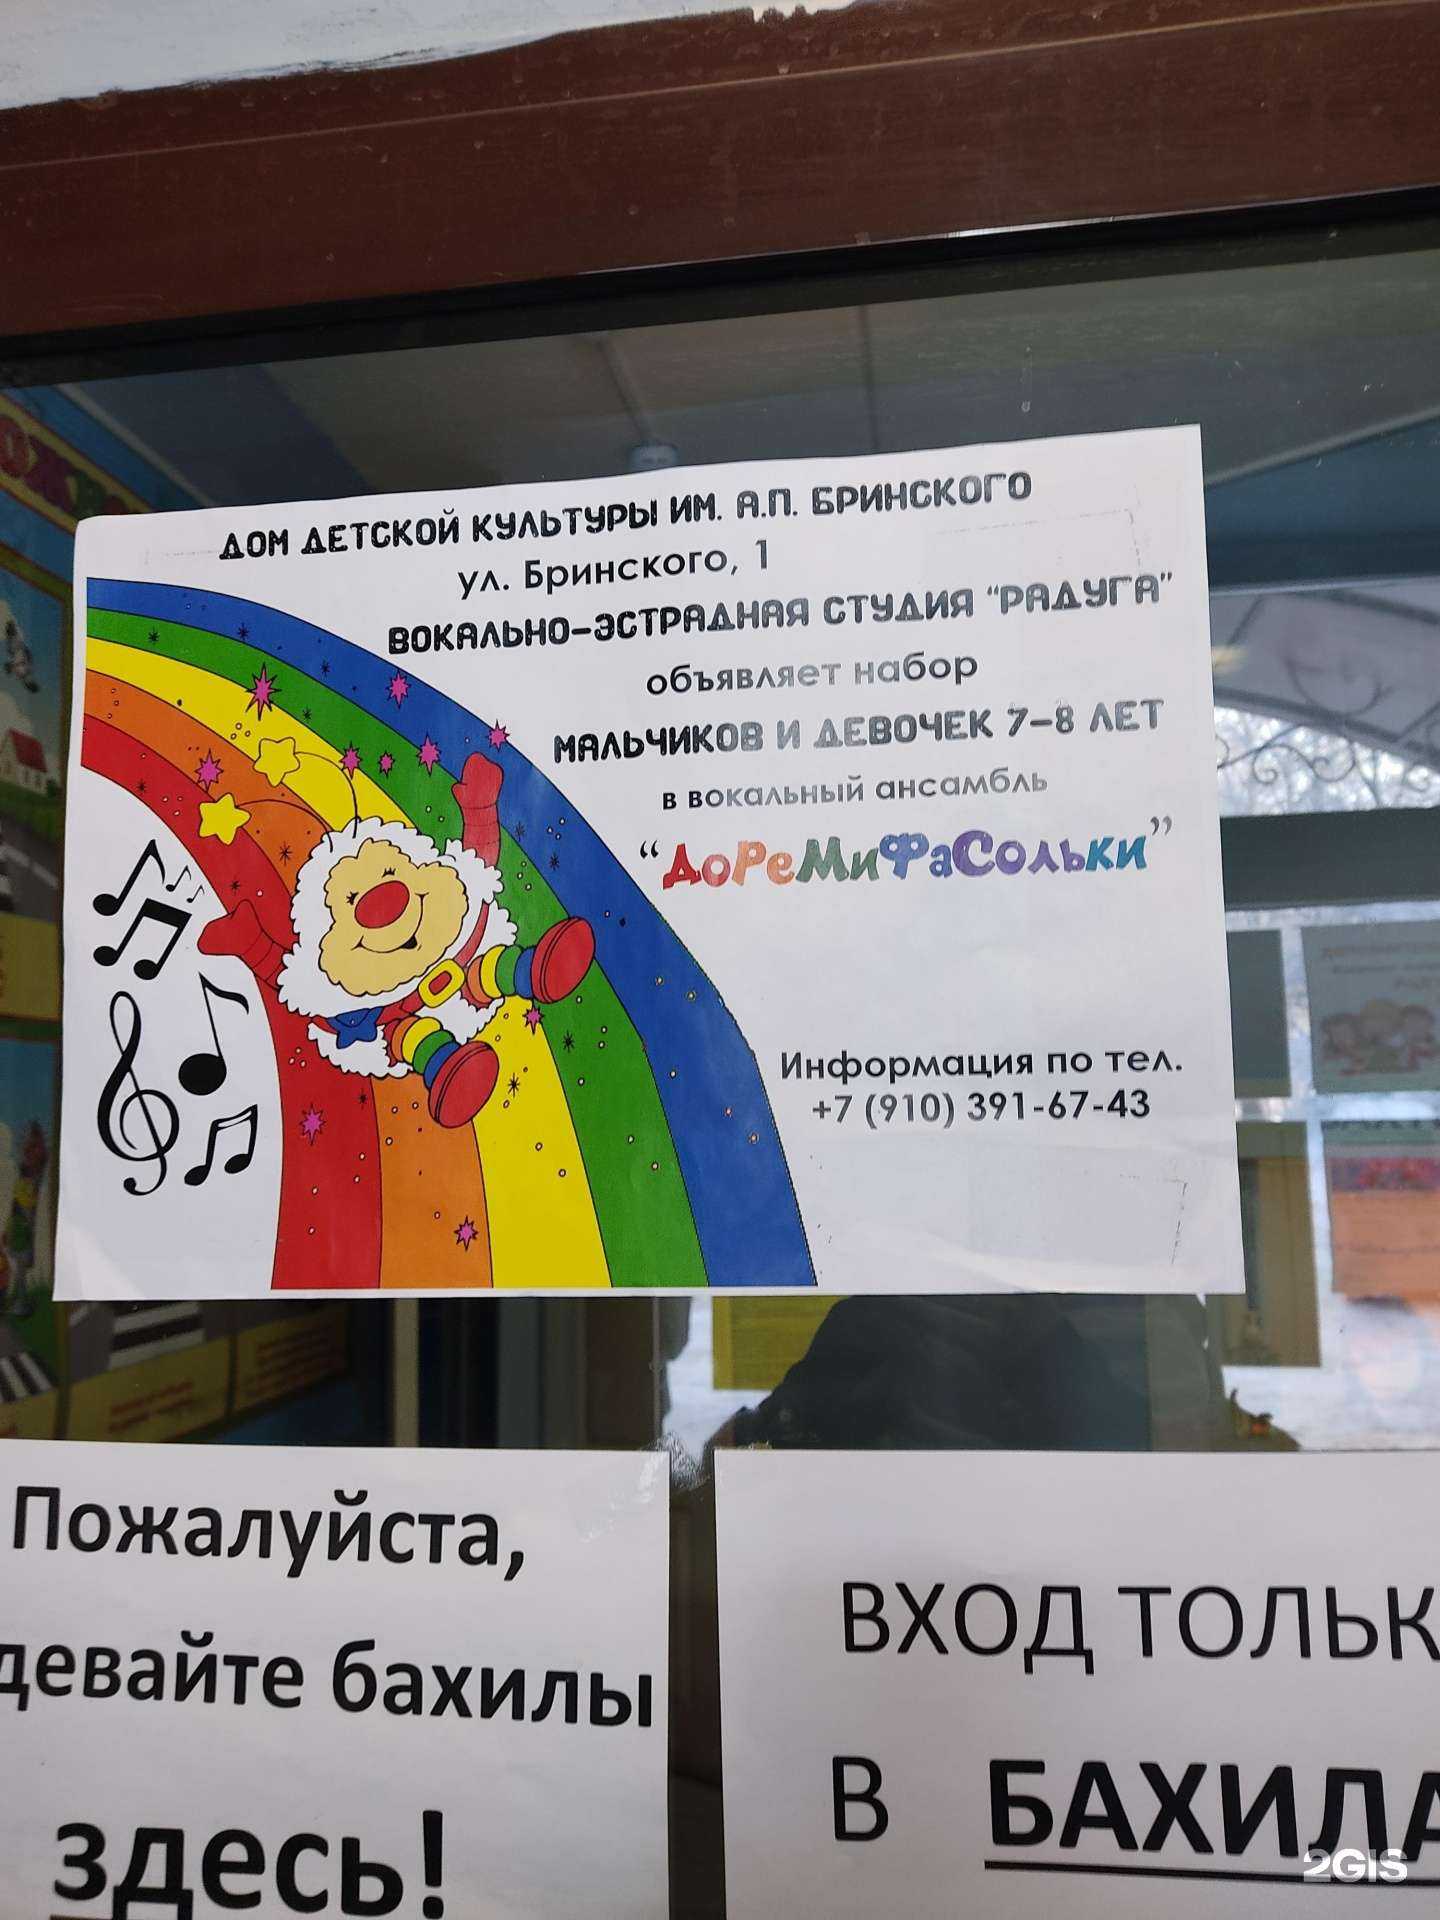 ДОМ ДЕТСКОЙ КУЛЬТУРЫ ИМ. А.П. БРИНСКОГО
ул. Бринского, 1
ВОКАЛЬНО-ЭСТРАДНАЯ СТУДИЯ "РАДУГА"
объявляет набор
МАЛЬЧИКОВ И ДЕВОЧЕК 7-8 ЛЕТ
в вокальный ансамбль
"ДоРеМиФаСольки"
Информация по тел.
+7 (910) 391-67-43
Пожалуйста,
девайте бахилы
здесь!
ВХОД ТОЛЬК
В БАХИЛА
2GIS